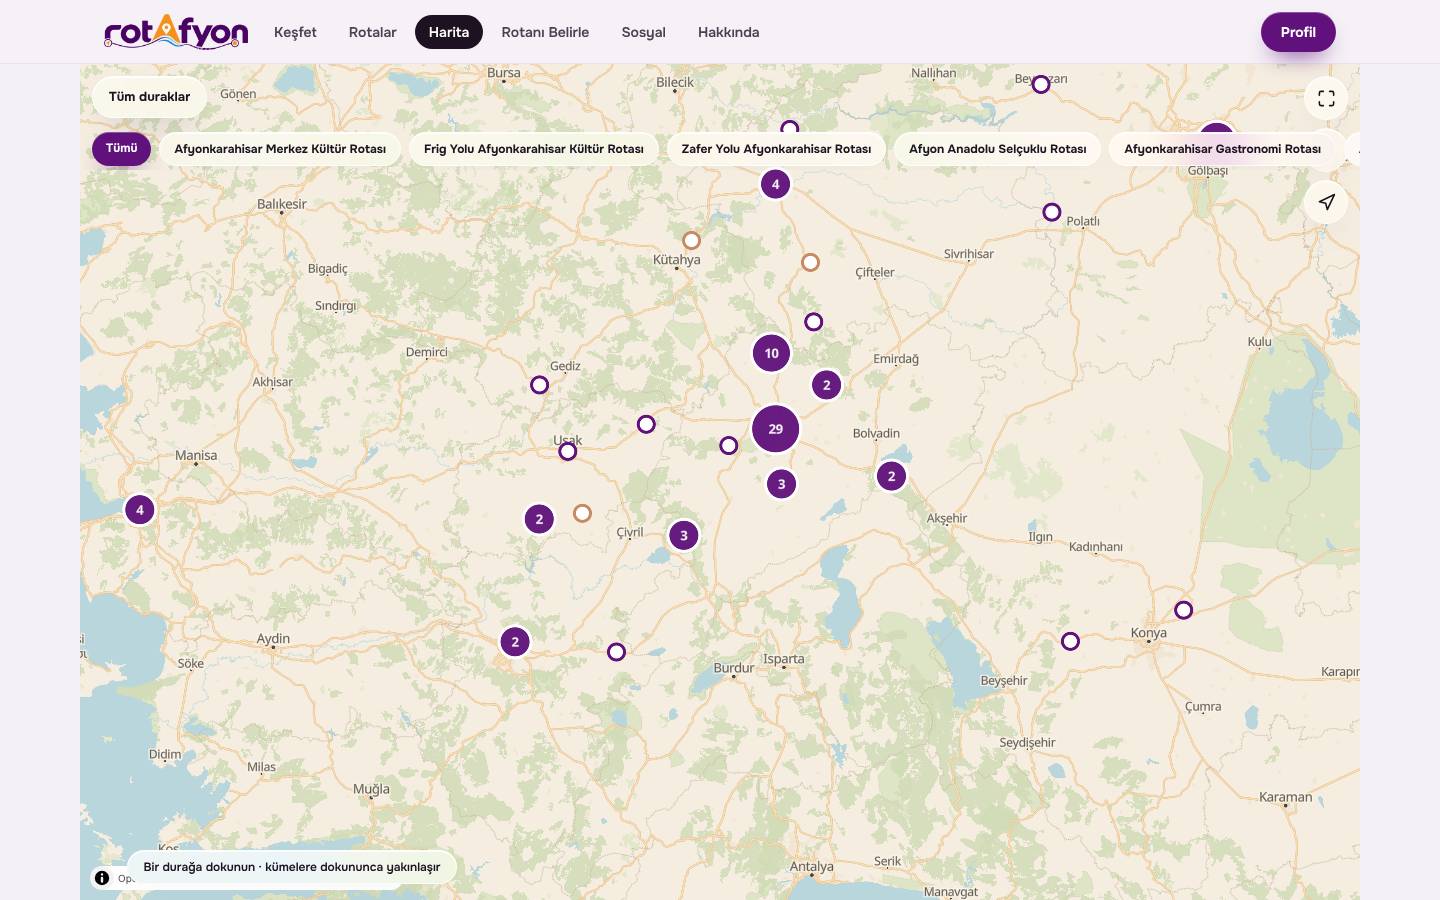 rotAfyon
Keşfet
Rotalar
Harita
Rotanı Belirle
Sosyal
Hakkında
Profil
Tüm duraklar
Tümü
Afyonkarahisar Merkez Kültür Rotası
Frig Yolu Afyonkarahisar Kültür Rotası
Zafer Yolu Afyonkarahisar Rotası
Afyon Anadolu Selçuklu Rotası
Afyonkarahisar Gastronomi Rotası
Bursa
Bilecik
Nallıhan
Gönen
Gölbaşı
4
Balıkesir
Polatlı
Kütahya
Sivrihisar
Bigadiç
Çifteler
Sındırgı
Kulu
Demirci
10
Emirdağ
Gediz
Akhisar
2
29
Bolvadin
Uşak
Manisa
3
2
4
2
Çivril
3
Akşehir
Ilgın
Kadınhanı
Aydın
2
Konya
Söke
Burdur
Isparta
Beyşehir
Karapır
Çumra
Seydişehir
Didim
Milas
Muğla
Karaman
Antalya
Serik
Manavgat
Bir durağa dokunun · kümelere dokununca yakınlaşır